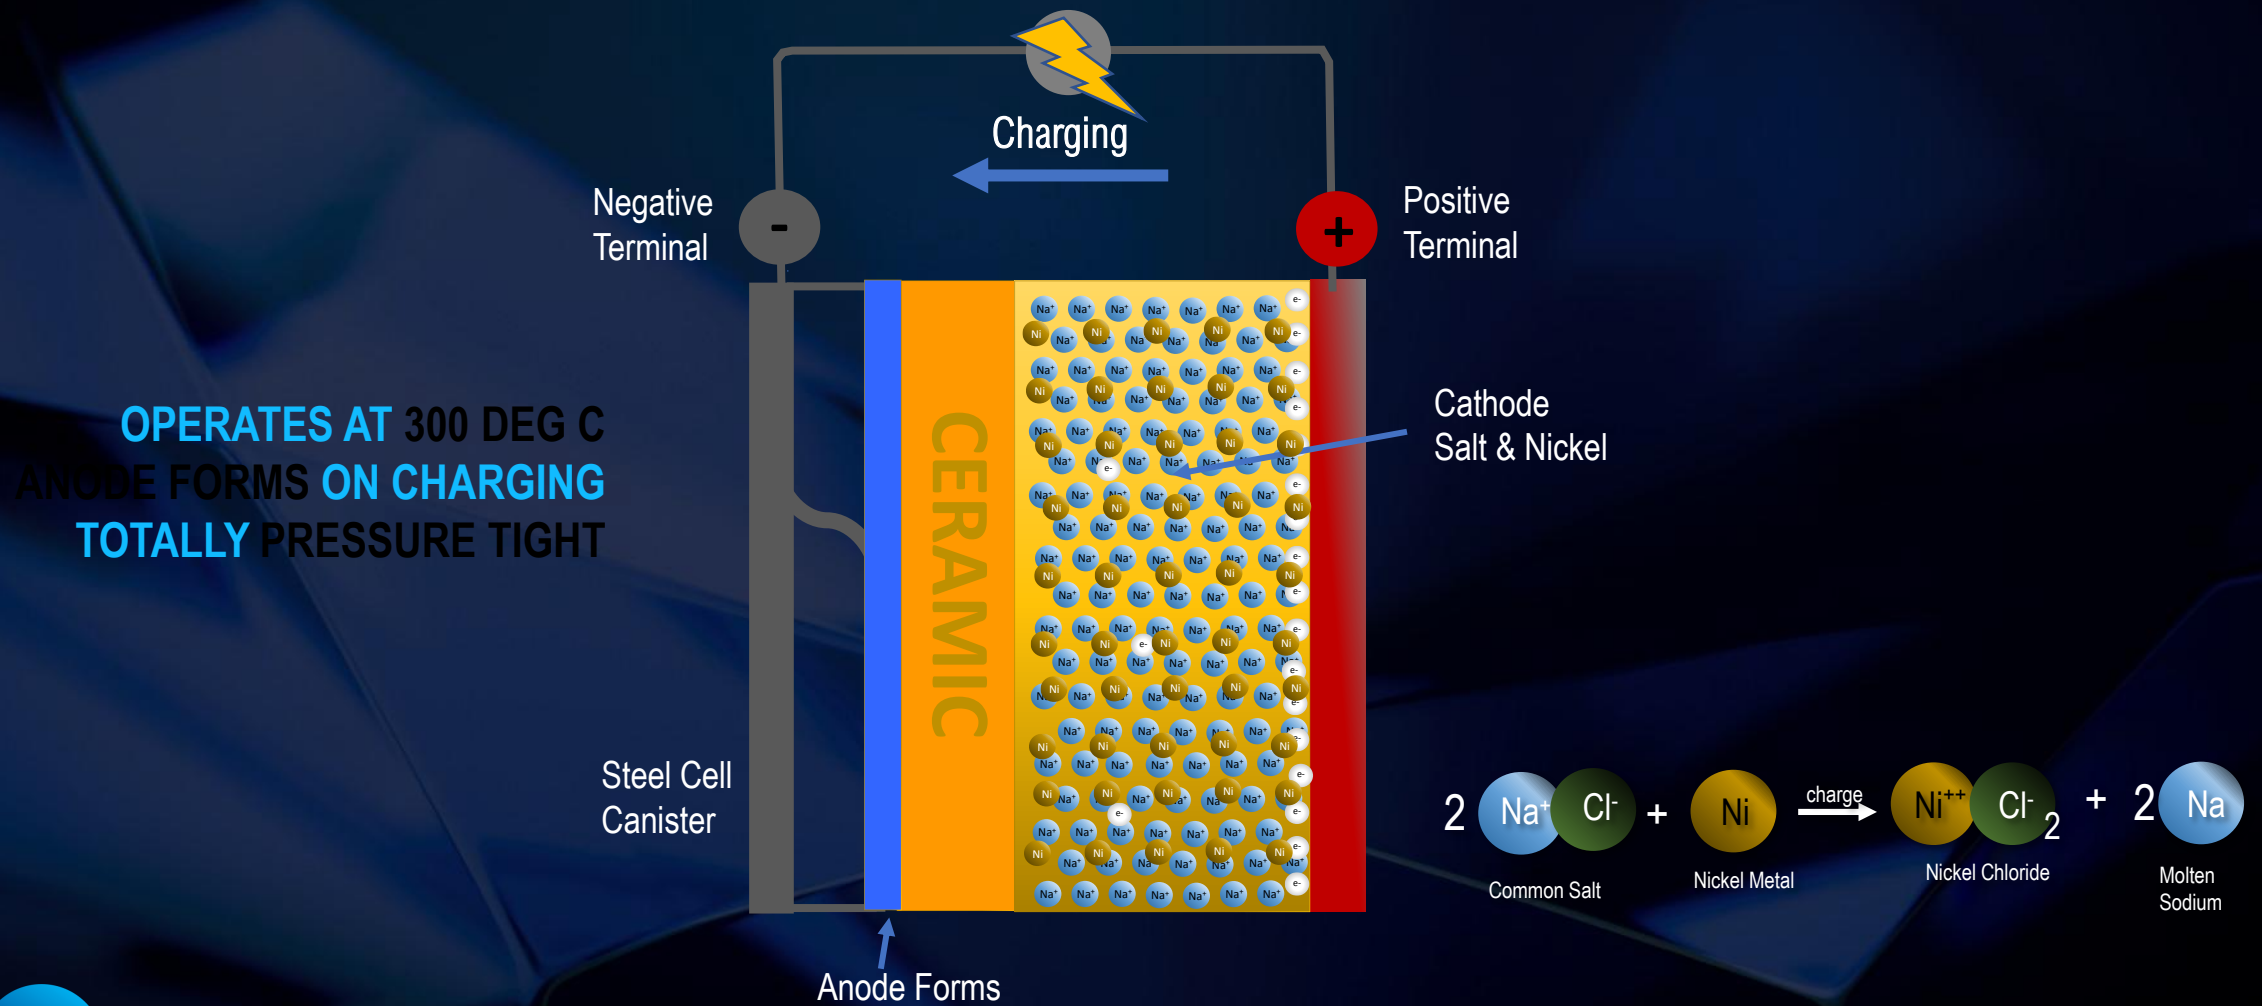 Charging
Negative
Terminal
-
+
Positive
Terminal
OPERATES AT 300 DEG C
ANODE FORMS ON CHARGING
TOTALLY PRESSURE TIGHT
CERAMIC
Na⁺
Ni
e-
Cathode
Salt & Nickel
Steel Cell
Canister
2 Na⁺ Cl⁻ + Ni charge Ni⁺⁺ Cl⁻ 2 + 2 Na
Common Salt
Nickel Metal
Nickel Chloride
Molten
Sodium
Anode Forms